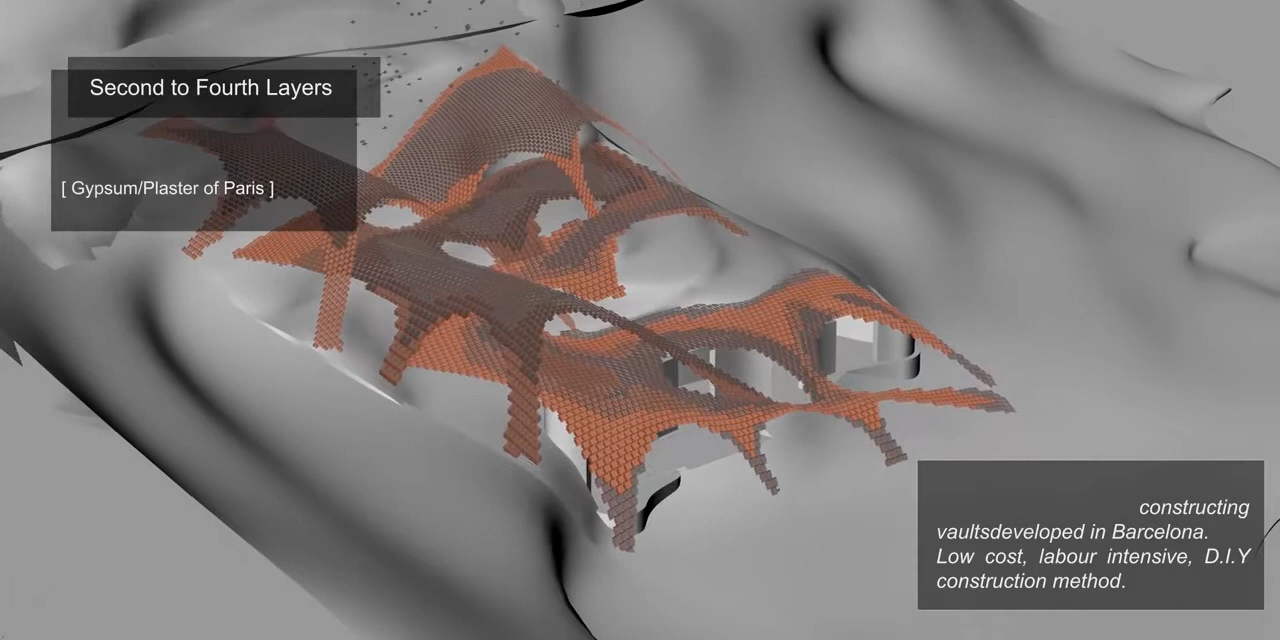 Second to Fourth Layers
[ Gypsum/Plaster of Paris ]
constructing
vaultsdeveloped in Barcelona.
Low cost, labour intensive, D.I.Y
construction method.